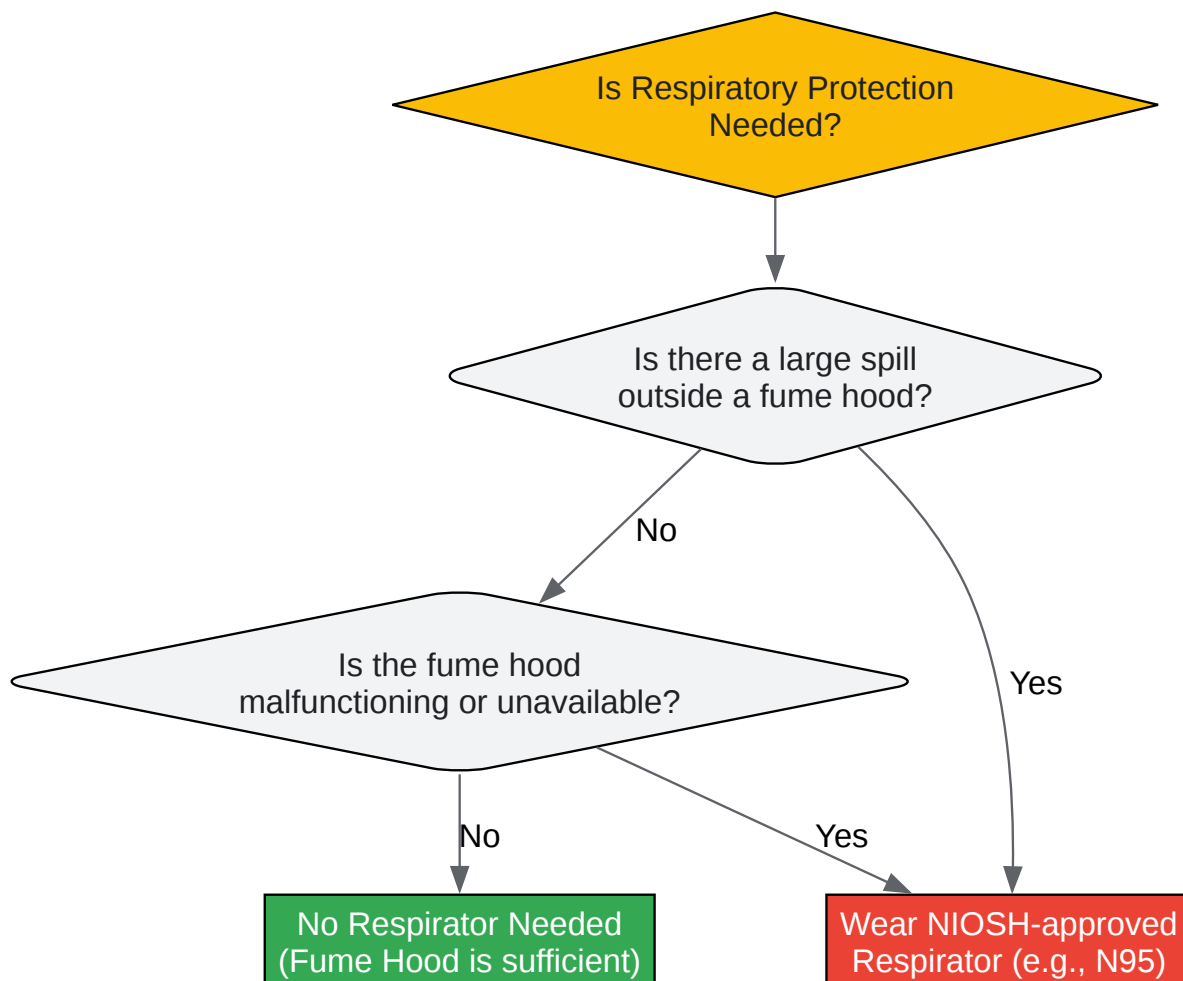 Is Respiratory Protection
Needed?
Is there a large spill
outside a fume hood?
No
Is the fume hood
malfunctioning or unavailable?
Yes
No
Yes
No Respirator Needed
(Fume Hood is sufficient)
Wear NIOSH-approved
Respirator (e.g., N95)